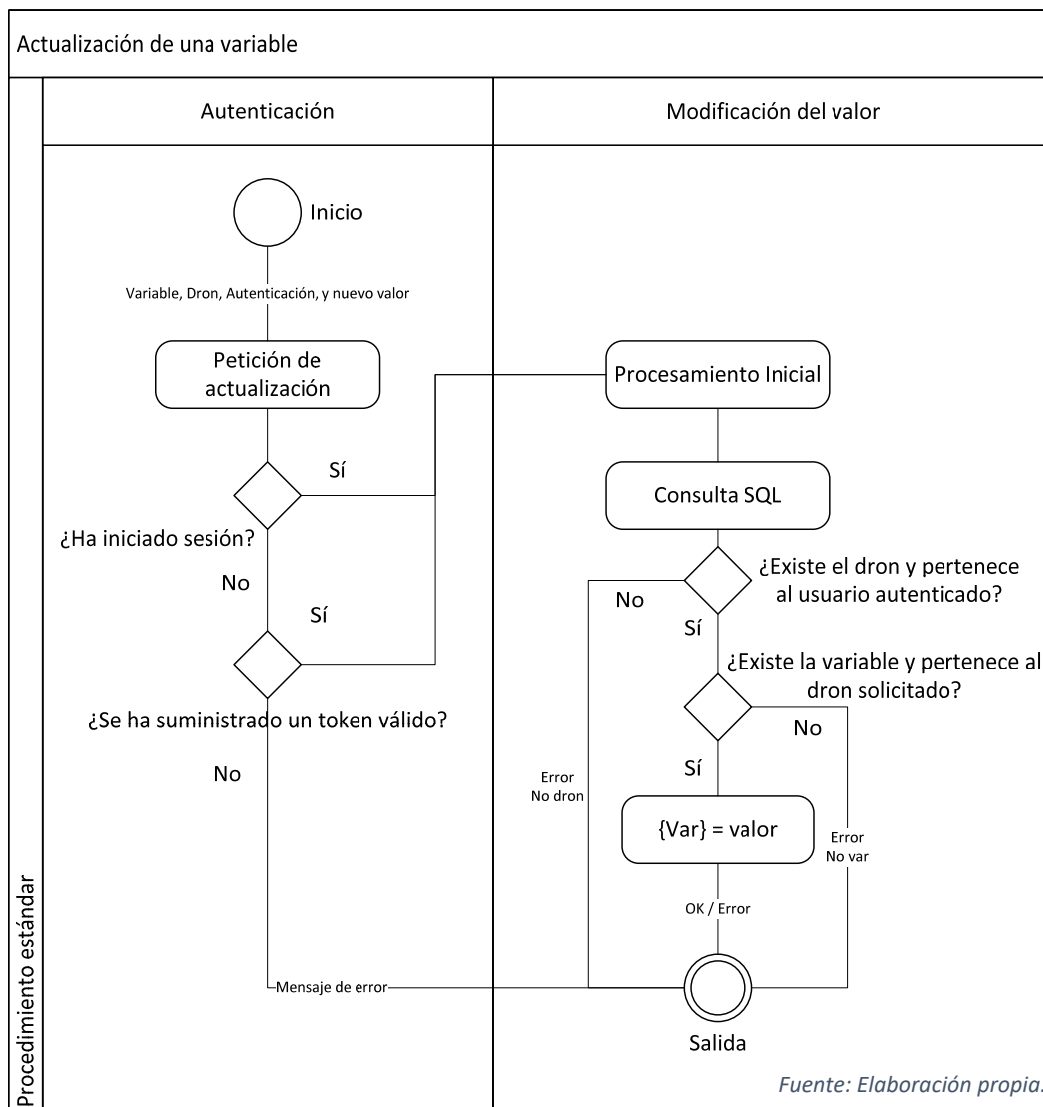 Actualización de una variable
Autenticación
Modificación del valor
Inicio
Variable, Dron, Autenticación, y nuevo valor
Petición de
actualización
Sí
¿Ha iniciado sesión?
No
Sí
¿Se ha suministrado un token válido?
No
Mensaje de error
Procesamiento Inicial
Consulta SQL
¿Existe el dron y pertenece
al usuario autenticado?
No
Sí
¿Existe la variable y pertenece al
dron solicitado?
No
Sí
Error
No dron
{Var} = valor
Error
No var
OK / Error
Salida
Procedimiento estándar
Fuente: Elaboración propia.